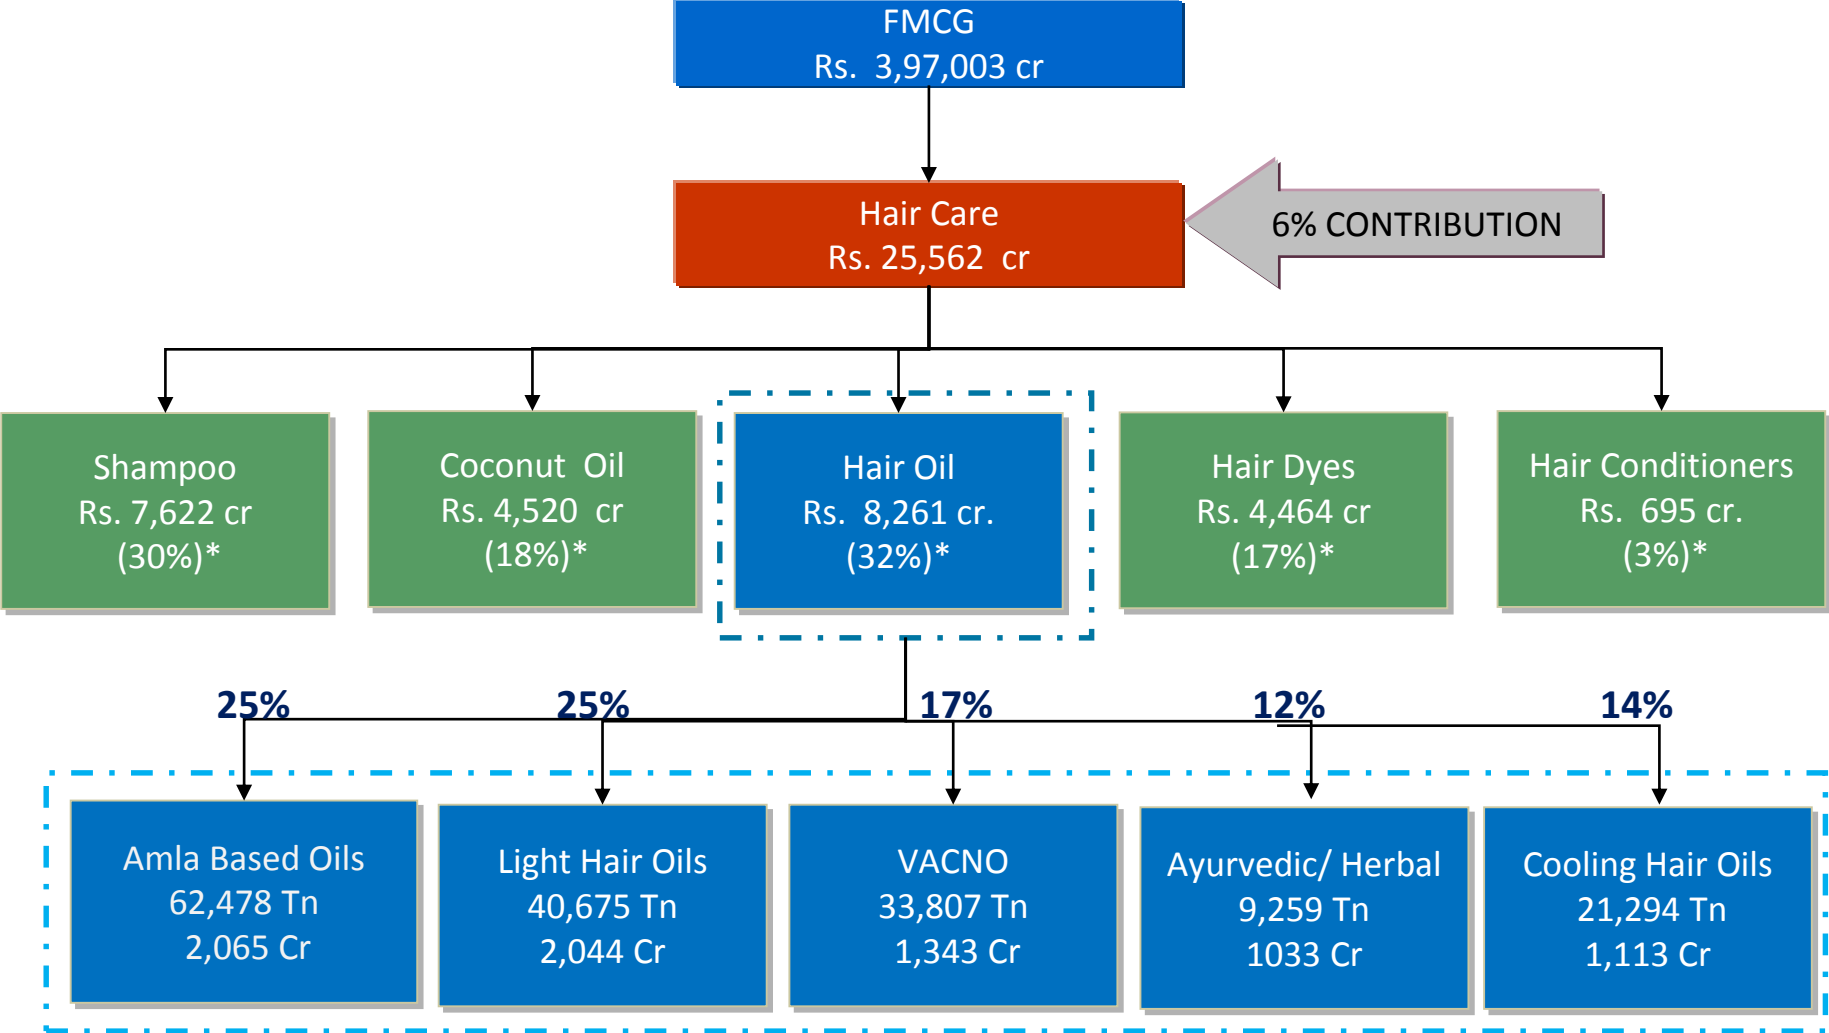 FMCG
Rs. 3,97,003 cr
Hair Care
Rs. 25,562 cr
6% CONTRIBUTION
Shampoo
Rs. 7,622 cr
(30%)*
Coconut Oil
Rs. 4,520 cr
(18%)*
Hair Oil
Rs. 8,261 cr.
(32%)*
Hair Dyes
Rs. 4,464 cr
(17%)*
Hair Conditioners
Rs. 695 cr.
(3%)*
25%
25%
17%
12%
14%
Amla Based Oils
62,478 Tn
2,065 Cr
Light Hair Oils
40,675 Tn
2,044 Cr
VACNO
33,807 Tn
1,343 Cr
Ayurvedic/ Herbal
9,259 Tn
1033 Cr
Cooling Hair Oils
21,294 Tn
1,113 Cr